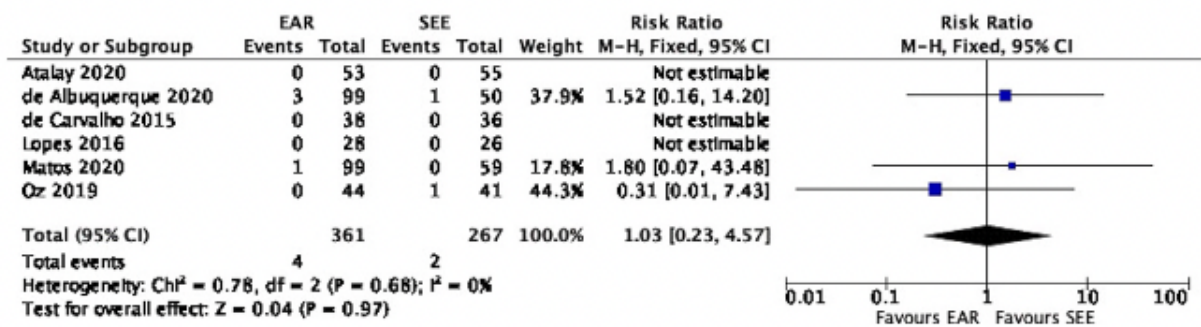 EAR SEE Risk Ratio Risk Ratio
Study or Subgroup Events Total Events Total Weight M-H, Fixed, 95% CI M-H, Fixed, 95% CI
Atalay 2020 0 53 0 55 Not estimable
de Albuquerque 2020 3 99 1 50 37.9% 1.52 [0.16, 14.20]
de Carvalho 2015 0 38 0 36 Not estimable
Lopes 2016 0 28 0 26 Not estimable
Matos 2020 1 99 0 59 17.8% 1.80 [0.07, 43.48]
Oz 2019 0 44 1 41 44.3% 0.31 [0.01, 7.43]
Total (95% CI) 361 267 100.0% 1.03 [0.23, 4.57]
Total events 4 2
Heterogeneity: Chi² = 0.78, df = 2 (P = 0.68); I² = 0%
Test for overall effect: Z = 0.04 (P = 0.97)
0.01 0.1 1 10 100
Favours EAR Favours SEE